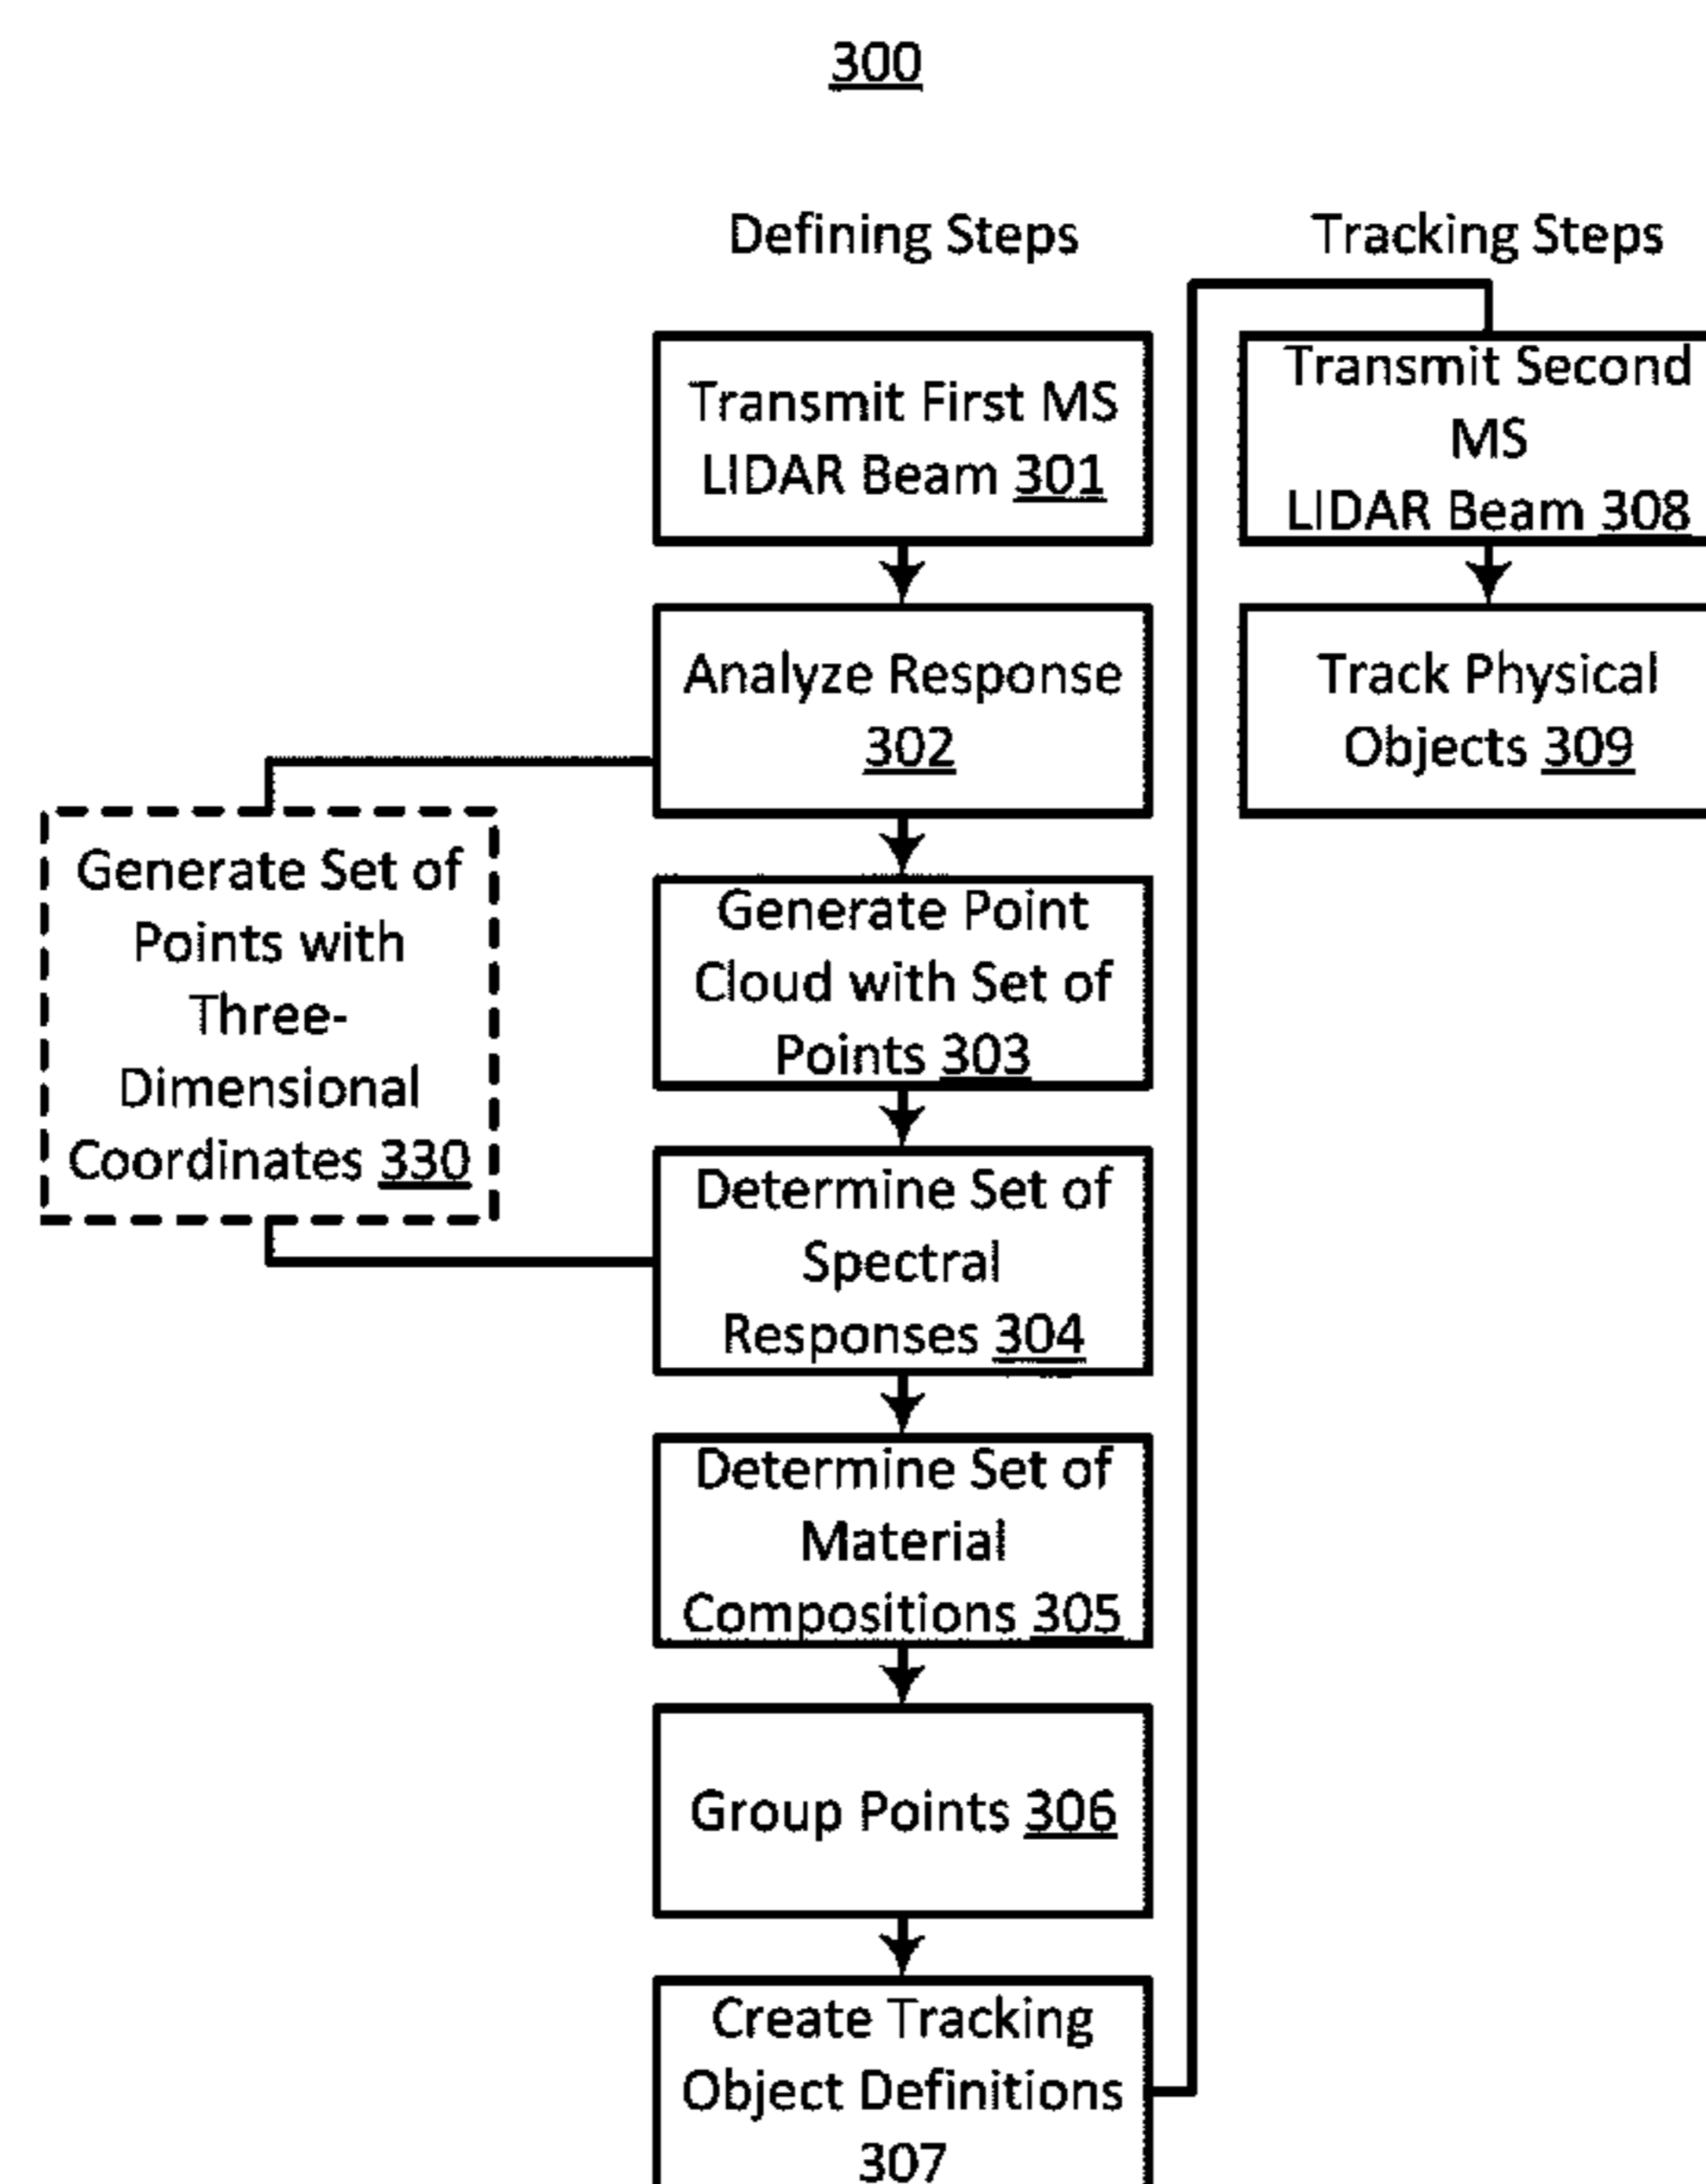 300
Defining Steps
Tracking Steps
Transmit First MS
LIDAR Beam 301
Transmit Second
MS
LIDAR Beam 308
Analyze Response
302
Track Physical
Objects 309
Generate Set of
Points with
Three-
Dimensional
Coordinates 330
Generate Point
Cloud with Set of
Points 303
Determine Set of
Spectral
Responses 304
Determine Set of
Material
Compositions 305
Group Points 306
Create Tracking
Object Definitions
307